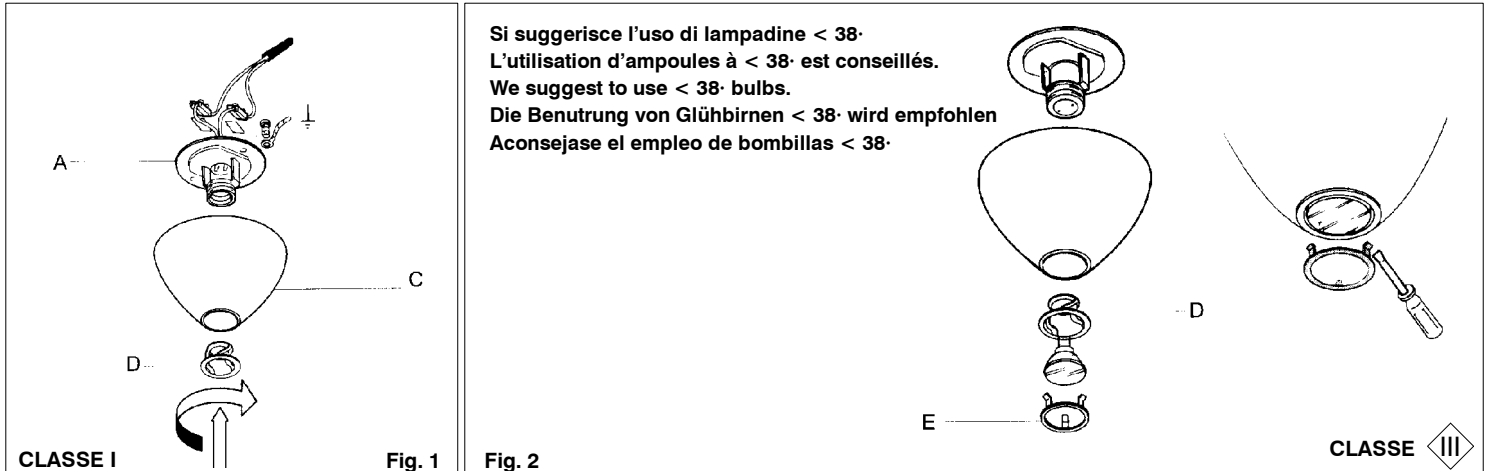 A
C
D
CLASSE I
Fig. 1
Si suggerisce l'uso di lampadine < 38·
L'utilisation d'ampoules à < 38· est conseillés.
We suggest to use < 38· bulbs.
Die Benutrung von Glühbirnen < 38· wird empfohlen
Aconsejase el empleo de bombillas < 38·
D
E
Fig. 2
CLASSE III